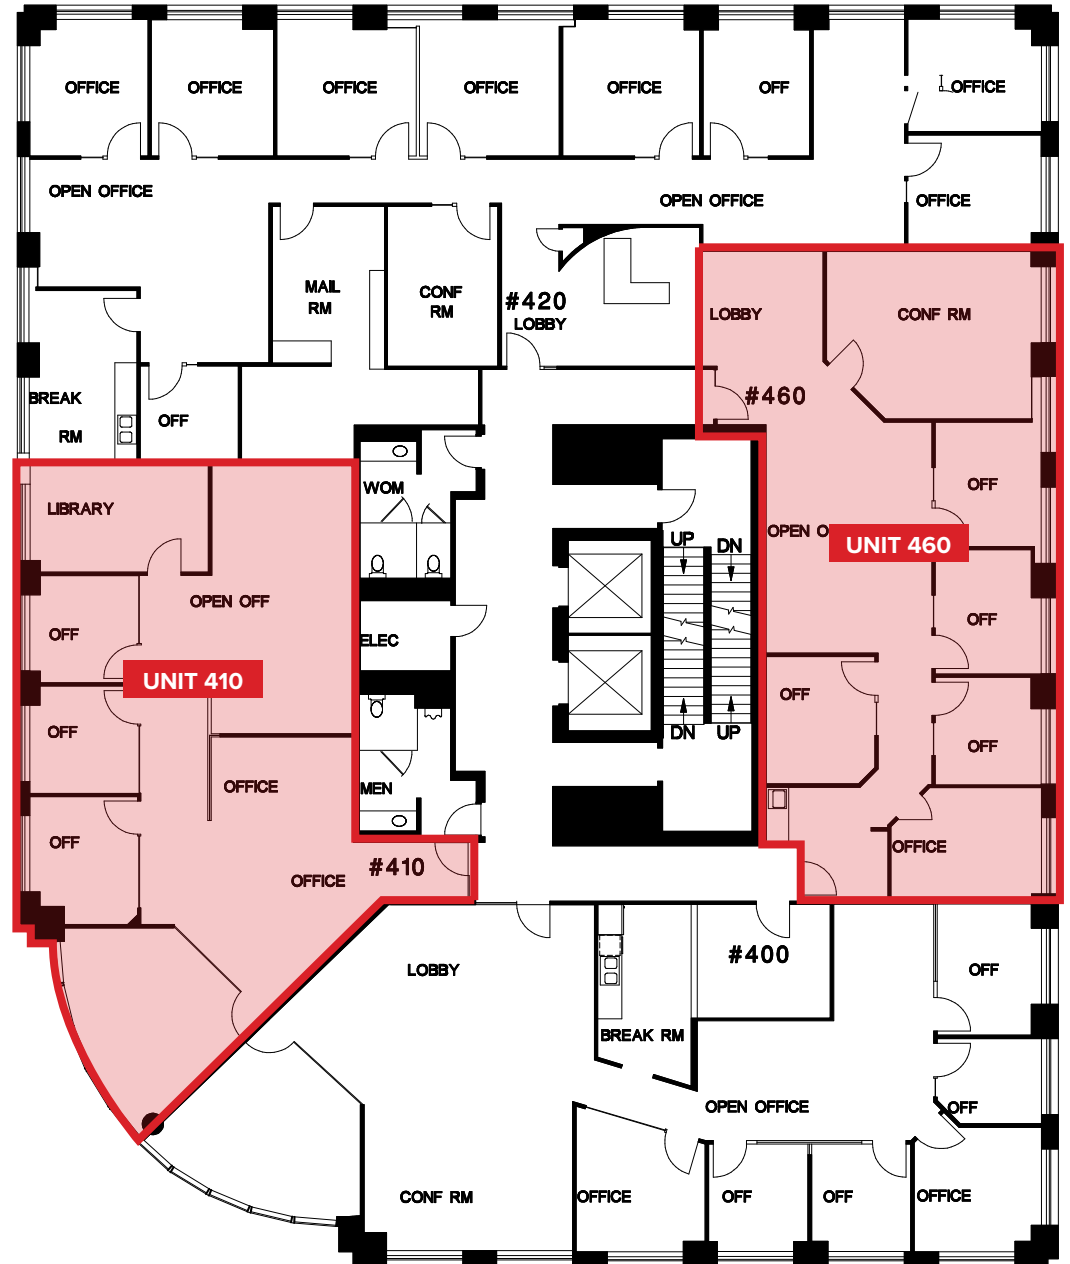 OFFICE
OFFICE
OFFICE
OFFICE
OFFICE
OFF
OFFICE
OPEN OFFICE
OPEN OFFICE
OFFICE
MAIL
RM
CONF
RM
#420
LOBBY
LOBBY
CONF RM
#460
BREAK
RM
OFF
LIBRARY
WOM
OFF
OPEN O
UNIT 460
UP
DN
OPEN OFF
OFF
ELEC
OFF
UNIT 410
OFF
OFF
DN
UP
OFF
OFFICE
MEN
OFF
OFFICE
OFFICE
#410
LOBBY
#400
OFF
BREAK RM
OPEN OFFICE
OFF
CONF RM
OFFICE
OFF
OFF
OFFICE